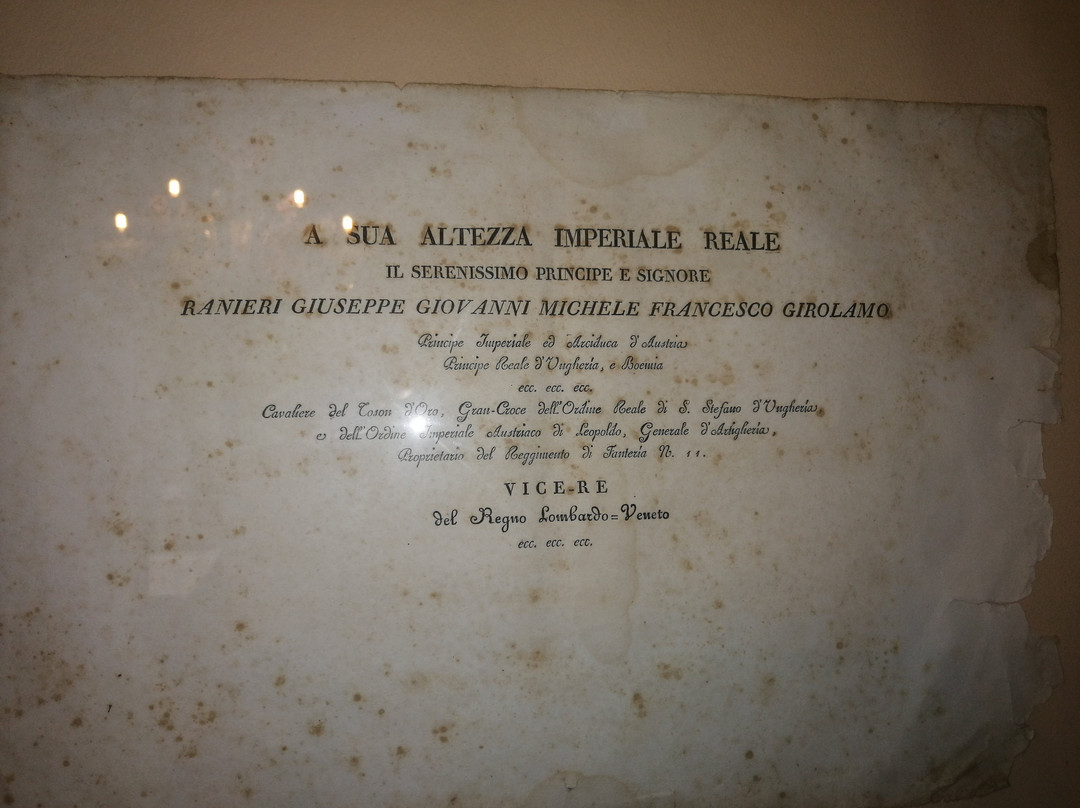 A SUA ALTEZZA IMPERIALE REALE
IL SERENISSIMO PRINCIPE E SIGNORE
RANIERI GIUSEPPE GIOVANNI MICHELE FRANCESCO GIROLAMO
Principe Imperiale ed Arciduca d'Austria
Principe Reale d'Ungheria, e Boemia
ecc. ecc. ecc.
Cavaliere del Toson d'Oro, Gran-Croce dell'Ordine Reale di S. Stefano d'Ungheria,
e dell'Ordine Imperiale Austriaco di Leopoldo, Generale d'Artiglieria,
Proprietario del Reggimento di Fanteria N. 11.
VICE-RE
del Regno Lombardo=Veneto
ecc. ecc. ecc.